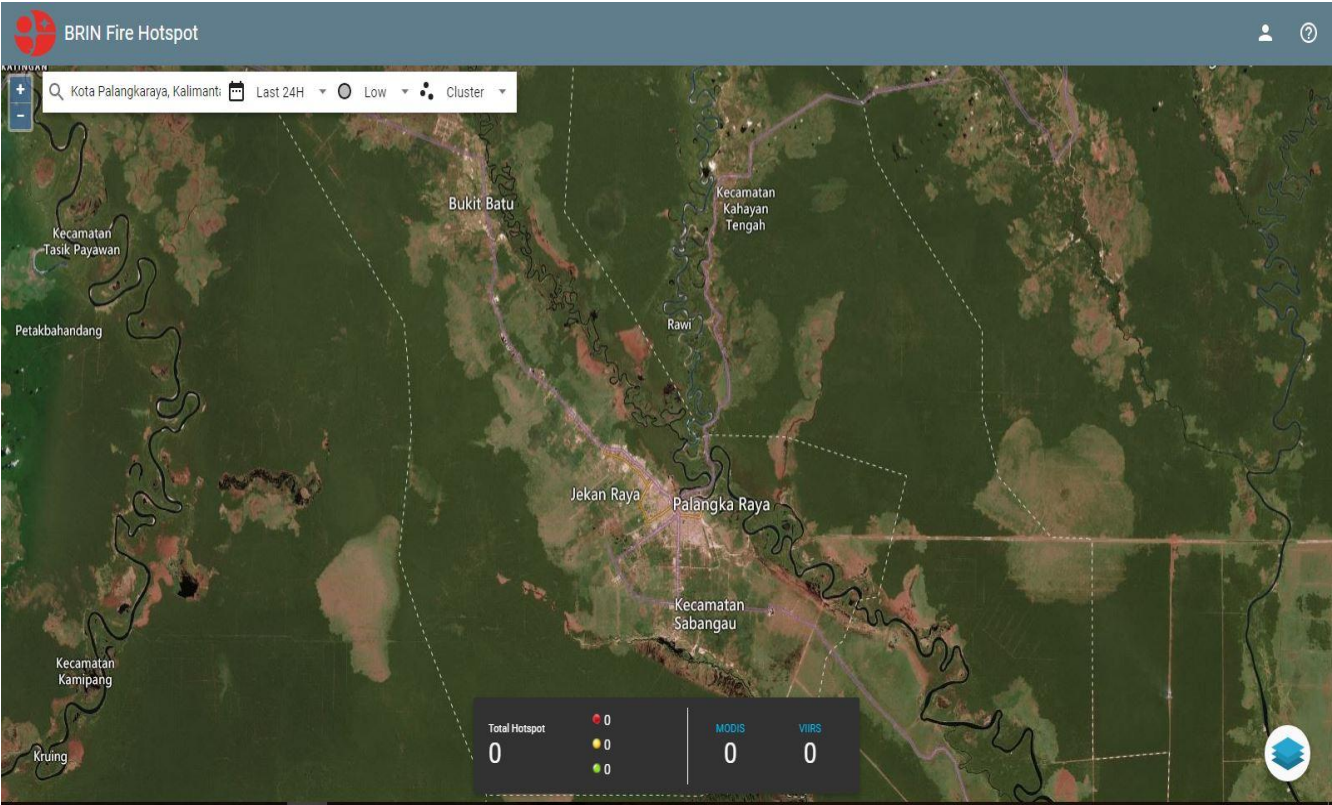 BRIN Fire Hotspot
KATINGAN
+
-
Kota Palangkaraya, Kalimanta
Last 24H
Low
Cluster
Bukit Batu
Kecamatan
Kahayan
Tengah
Kecamatan
Tasik Payawan
Rawi
Petakbahandang
Jekan Raya
Palangka Raya
Kecamatan
Sabangau
Kecamatan
Kamipang
Kruing
Total Hotspot
0
0
0
0
MODIS
0
VIIRS
0